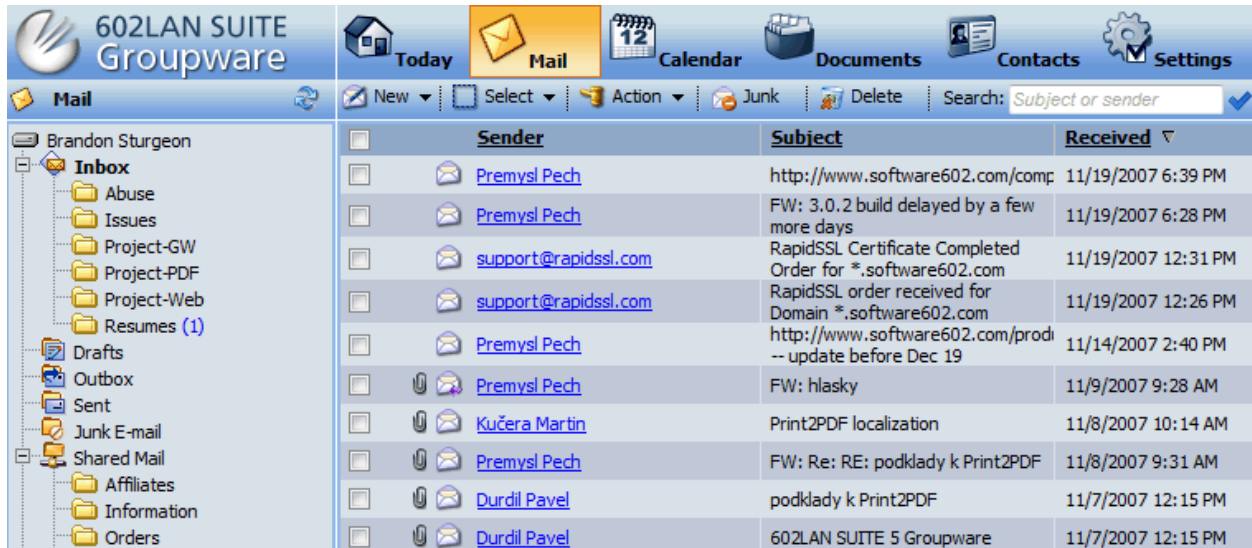 602LAN SUITE
Groupware
Today
Mail
12
Calendar
Documents
Contacts
Settings
Mail
New
Select
Action
Junk
Delete
Search: Subject or sender
Brandon Sturgeon
Inbox
Abuse
Issues
Project-GW
Project-PDF
Project-Web
Resumes (1)
Drafts
Outbox
Sent
Junk E-mail
Shared Mail
Affiliates
Information
Orders
Sender Subject Received
Premysl Pech http://www.software602.com/comp 11/19/2007 6:39 PM
Premysl Pech FW: 3.0.2 build delayed by a few
more days 11/19/2007 6:28 PM
support@rapidssl.com RapidSSL Certificate Completed
Order for *.software602.com 11/19/2007 12:31 PM
support@rapidssl.com RapidSSL order received for
Domain *.software602.com 11/19/2007 12:26 PM
Premysl Pech http://www.software602.com/produ
-- update before Dec 19 11/14/2007 2:40 PM
Premysl Pech FW: hlasky 11/9/2007 9:28 AM
Kučera Martin Print2PDF localization 11/8/2007 10:14 AM
Premysl Pech FW: Re: RE: podklady k Print2PDF 11/8/2007 9:31 AM
Durdil Pavel podklady k Print2PDF 11/7/2007 12:15 PM
Durdil Pavel 602LAN SUITE 5 Groupware 11/7/2007 12:15 PM